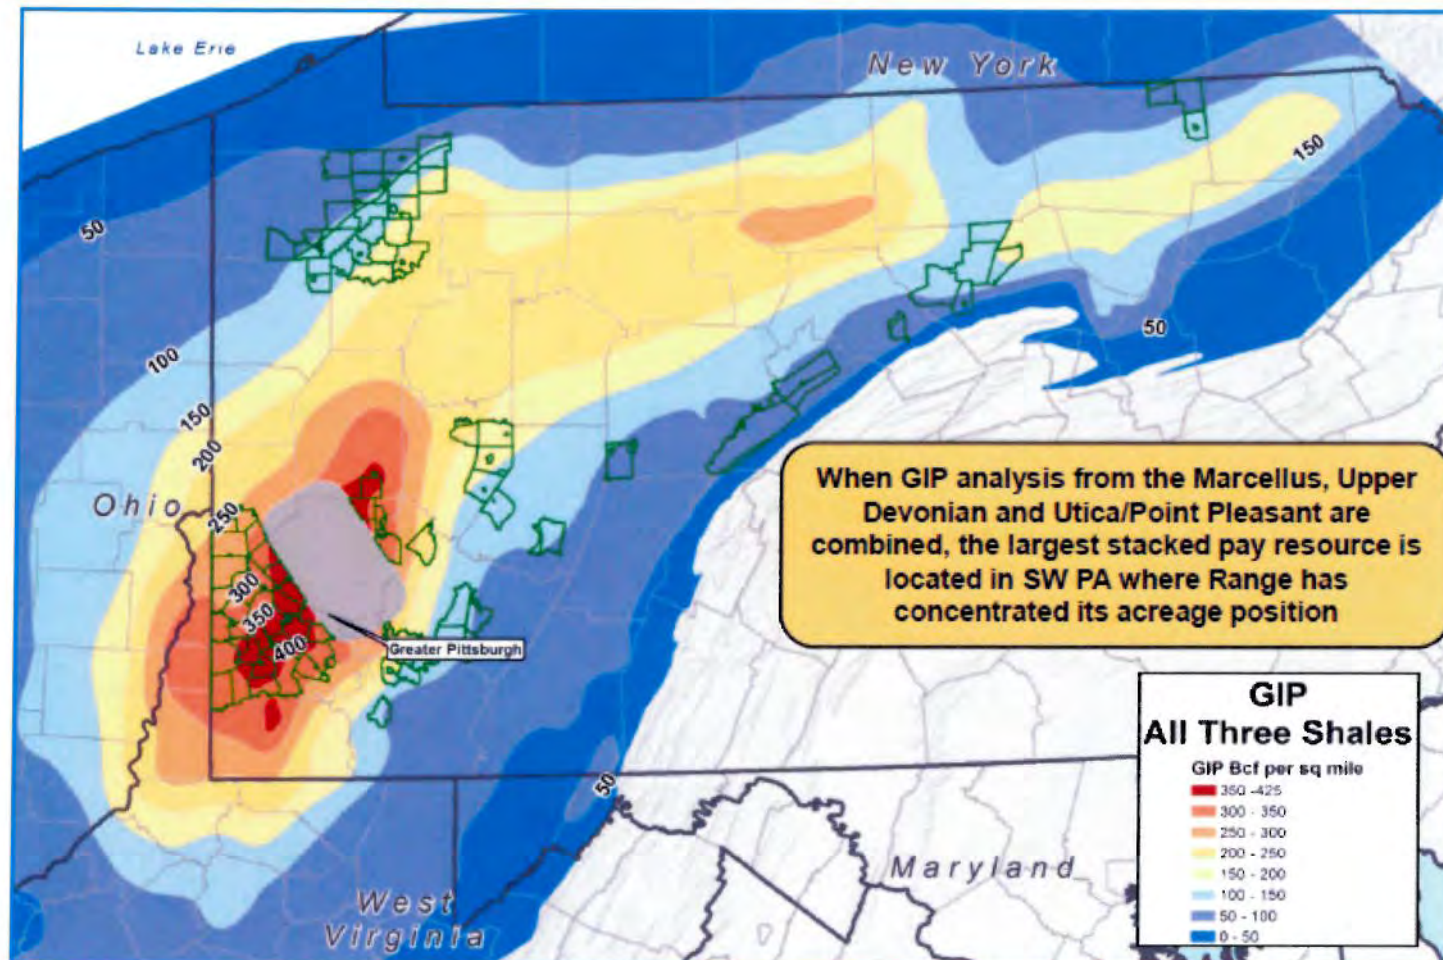 Lake Erie
New York
150
50
100
50
150
200
Ohio
250
300
350
400
Greater Pittsburgh
50
West
Virginia
Maryland
When GIP analysis from the Marcellus, Upper
Devonian and Utica/Point Pleasant are
combined, the largest stacked pay resource is
located in SW PA where Range has
concentrated its acreage position
GIP
All Three Shales
GIP Bcf per sq mile
350 -425
300 - 350
250 - 300
200 - 250
150 - 200
100 - 150
50 - 100
0 - 50